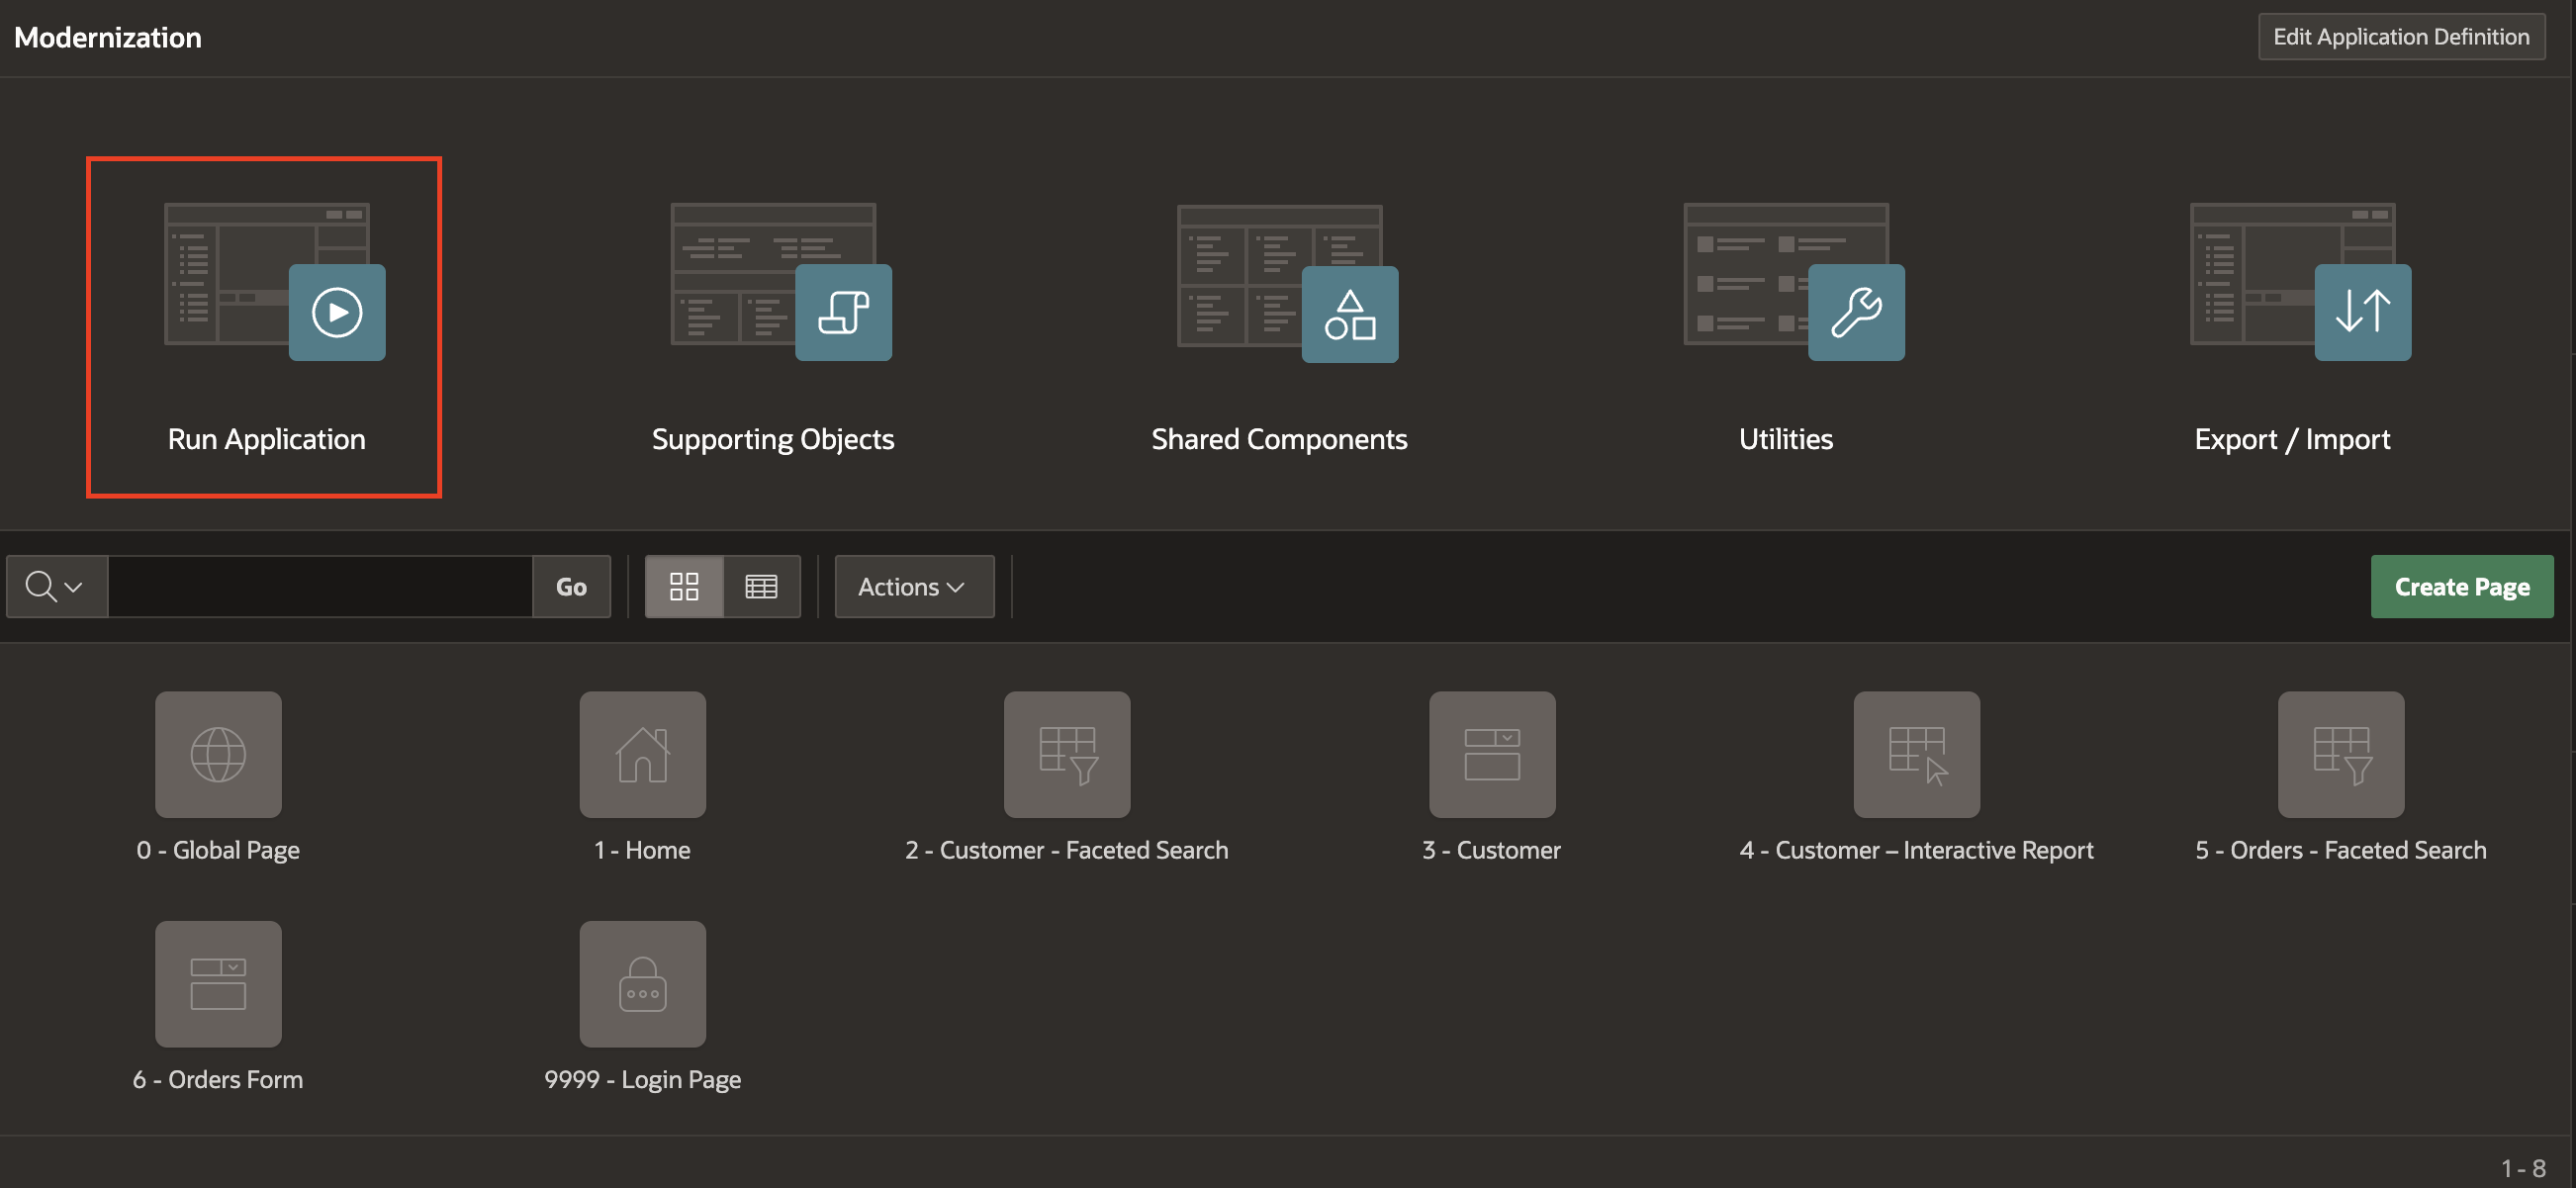 Modernization
Edit Application Definition
Run Application
Supporting Objects
Shared Components
Utilities
Export / Import
Go
Actions
Create Page
0 - Global Page
1 - Home
2 - Customer - Faceted Search
3 - Customer
4 - Customer – Interactive Report
5 - Orders - Faceted Search
6 - Orders Form
9999 - Login Page
1 - 8